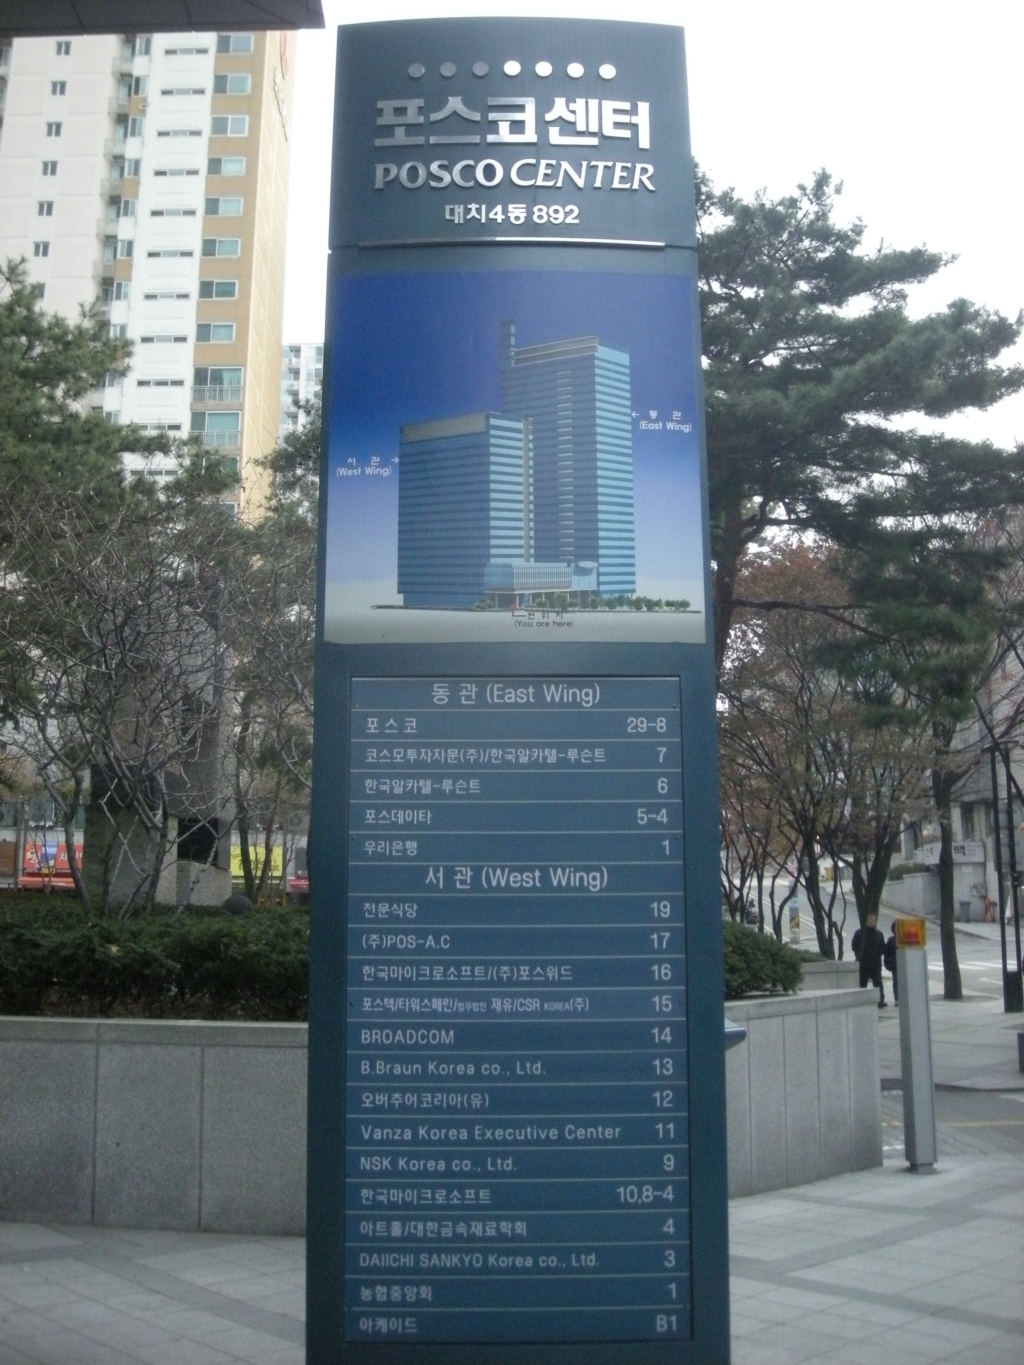 포스코센터
POSCO CENTER
대치4동 892
← 동 관
(East Wing)
서 관 →
(West Wing)
현 위 치
(You are here)
동 관 (East Wing)
포 스 코 29-8
코스모투자자문(주)/한국알카텔-루슨트 7
한국알카텔-루슨트 6
포스데이타 5-4
우리은행 1
서 관 (West Wing)
전문식당 19
(주)POS-A.C 17
한국마이크로소프트/(주)포스위드 16
포스텍/타워스페린/법무법인 재유/CSR KOREA(주) 15
BROADCOM 14
B.Braun Korea co., Ltd. 13
오버추어코리아(유) 12
Vanza Korea Executive Center 11
NSK Korea co., Ltd. 9
한국마이크로소프트 10,8-4
아트홀/대한금속재료학회 4
DAIICHI SANKYO Korea co., Ltd. 3
농협중앙회 1
아케이드 B1